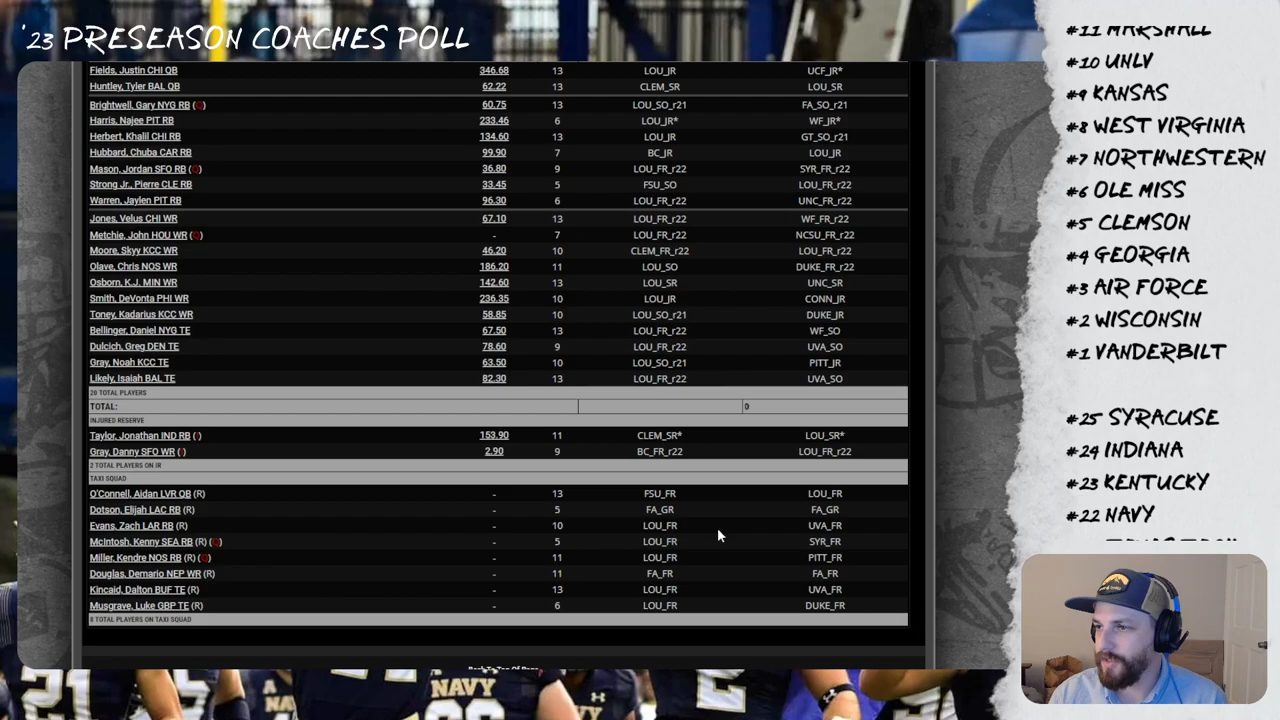 '23 PRESEASON COACHES POLL
Fields, Justin CHI QB 346.68 13 LOU_JR UCF_JR*
Huntley, Tyler BAL QB 62.22 13 CLEM_SR LOU_SR
Brightwell, Gary NYG RB (Q) 60.75 13 LOU_SO_r21 FA_SO_r21
Harris, Najee PIT RB 233.46 6 LOU_JR* WF_JR*
Herbert, Khalil CHI RB 134.60 13 LOU_JR GT_SO_r21
Hubbard, Chuba CAR RB 99.90 7 BC_JR LOU_JR
Mason, Jordan SFO RB (Q) 36.80 9 LOU_FR_r22 SYR_FR_r22
Strong Jr., Pierre CLE RB 33.45 5 FSU_SO LOU_FR_r22
Warren, Jaylen PIT RB 96.30 6 LOU_FR_r22 UNC_FR_r22
Jones, Velus CHI WR 67.10 13 LOU_FR_r22 WF_FR_r22
Metchie, John HOU WR (Q) - 7 LOU_FR_r22 NCSU_FR_r22
Moore, Skyy KCC WR 46.20 10 CLEM_FR_r22 LOU_FR_r22
Olave, Chris NOS WR 186.20 11 LOU_SO DUKE_FR_r22
Osborn, K.J. MIN WR 142.60 13 LOU_SR UNC_SR
Smith, DeVonta PHI WR 236.35 10 LOU_JR CONN_JR
Toney, Kadarius KCC WR 58.85 10 LOU_SO_r21 DUKE_JR
Bellinger, Daniel NYG TE 67.50 13 LOU_FR_r22 WF_SO
Dulcich, Greg DEN TE 78.60 9 LOU_FR_r22 UVA_SO
Gray, Noah KCC TE 63.50 10 LOU_SO_r21 PITT_JR
Likely, Isaiah BAL TE 82.30 13 LOU_FR_r22 UVA_SO
20 TOTAL PLAYERS
TOTAL: 0
INJURED RESERVE
Taylor, Jonathan IND RB (I) 153.90 11 CLEM_SR* LOU_SR*
Gray, Danny SFO WR (I) 2.90 9 BC_FR_r22 LOU_FR_r22
2 TOTAL PLAYERS ON IR
TAXI SQUAD
O'Connell, Aidan LVR QB (R) - 13 FSU_FR LOU_FR
Dotson, Elijah LAC RB (R) - 5 FA_GR FA_GR
Evans, Zach LAR RB (R) - 10 LOU_FR UVA_FR
McIntosh, Kenny SEA RB (R) (Q) - 5 LOU_FR SYR_FR
Miller, Kendre NOS RB (R) (Q) - 11 LOU_FR PITT_FR
Douglas, Demario NEP WR (R) - 11 FA_FR FA_FR
Kincaid, Dalton BUF TE (R) - 13 LOU_FR UVA_FR
Musgrave, Luke GBP TE (R) - 6 LOU_FR DUKE_FR
8 TOTAL PLAYERS ON TAXI SQUAD
Back To Top Of Page
#11 MARSHALL
#10 UNLV
#9 KANSAS
#8 WEST VIRGINIA
#7 NORTHWESTERN
#6 OLE MISS
#5 CLEMSON
#4 GEORGIA
#3 AIR FORCE
#2 WISCONSIN
#1 VANDERBILT
#25 SYRACUSE
#24 INDIANA
#23 KENTUCKY
#22 NAVY
21
NAVY
2